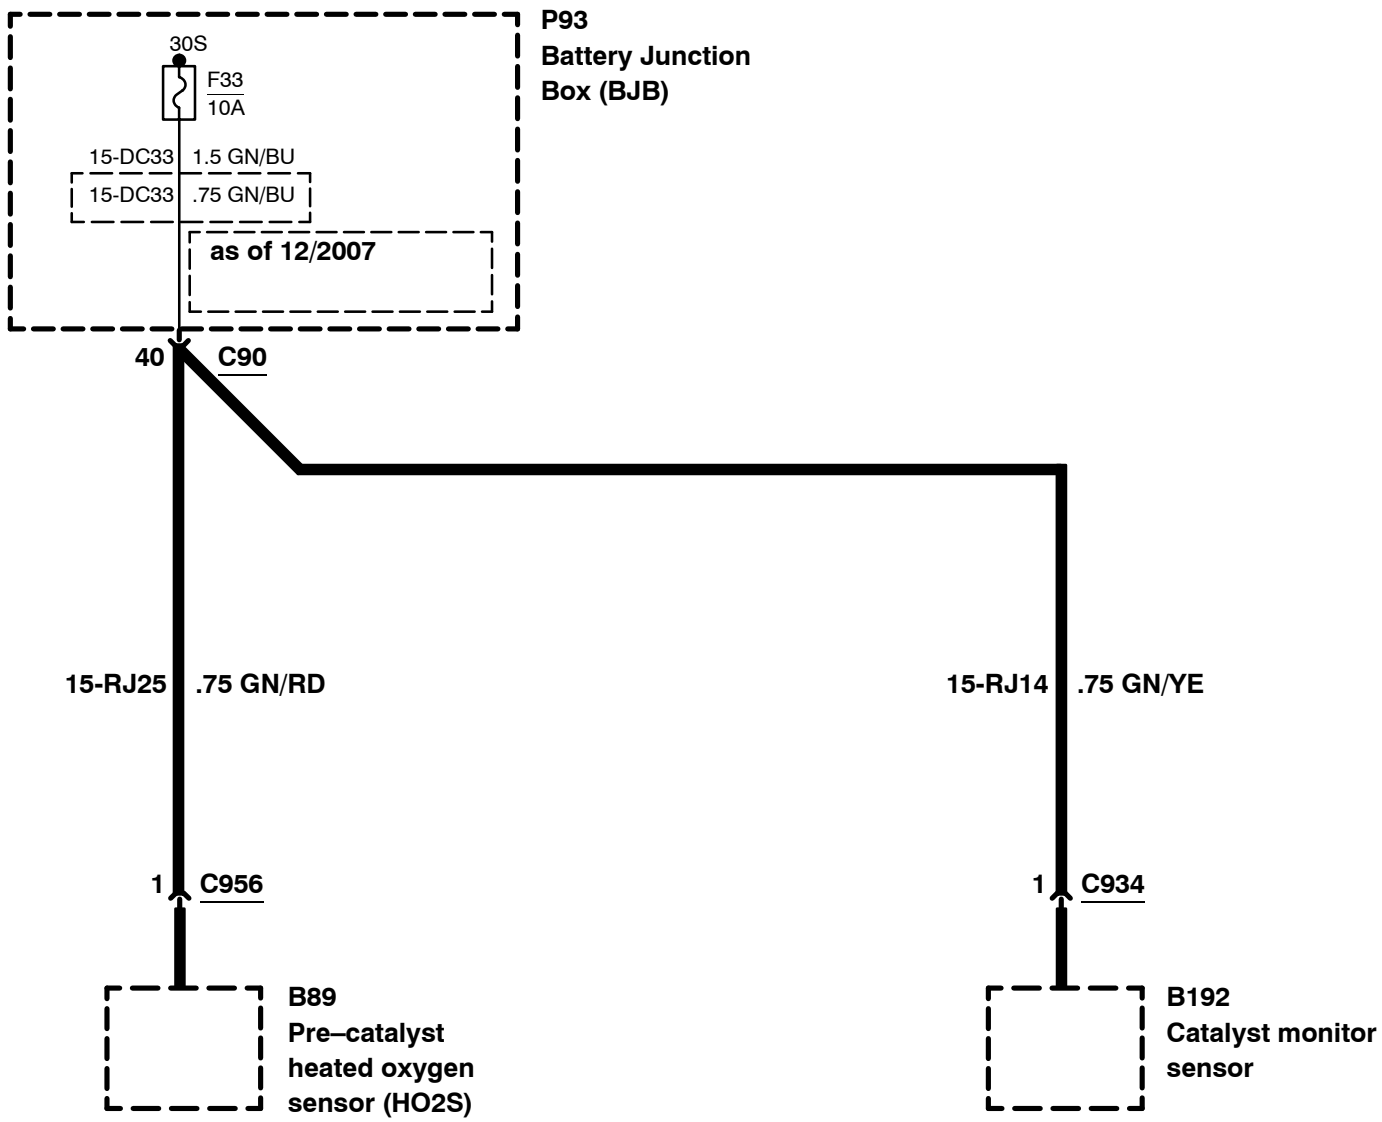 P93
Battery Junction
Box (BJB)
30S
F33
10A
15-DC33 1.5 GN/BU
15-DC33 .75 GN/BU
as of 12/2007
40 C90
15-RJ25 .75 GN/RD
15-RJ14 .75 GN/YE
1 C956
1 C934
B89
Pre–catalyst
heated oxygen
sensor (HO2S)
B192
Catalyst monitor
sensor